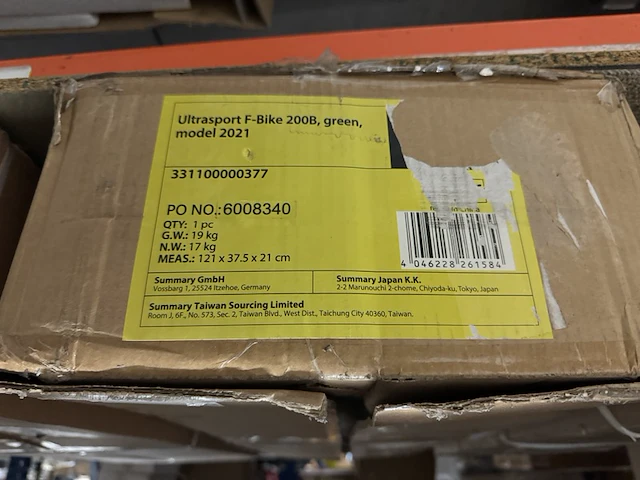 Ultrasport F-Bike 200B, green,
model 2021
331100000377
PO NO.:6008340
QTY: 1 pc
G.W.: 19 kg
N.W.: 17 kg
MEAS.: 121 x 37.5 x 21 cm
4 046228 261584
Summary GmbH
Vossbarg 1, 25524 Itzehoe, Germany
Summary Japan K.K.
2-2 Marunouchi 2-chome, Chiyoda-ku, Tokyo, Japan
Summary Taiwan Sourcing Limited
Room J, 6F., No. 573, Sec. 2, Taiwan Blvd., West Dist., Taichung City 40360, Taiwan.